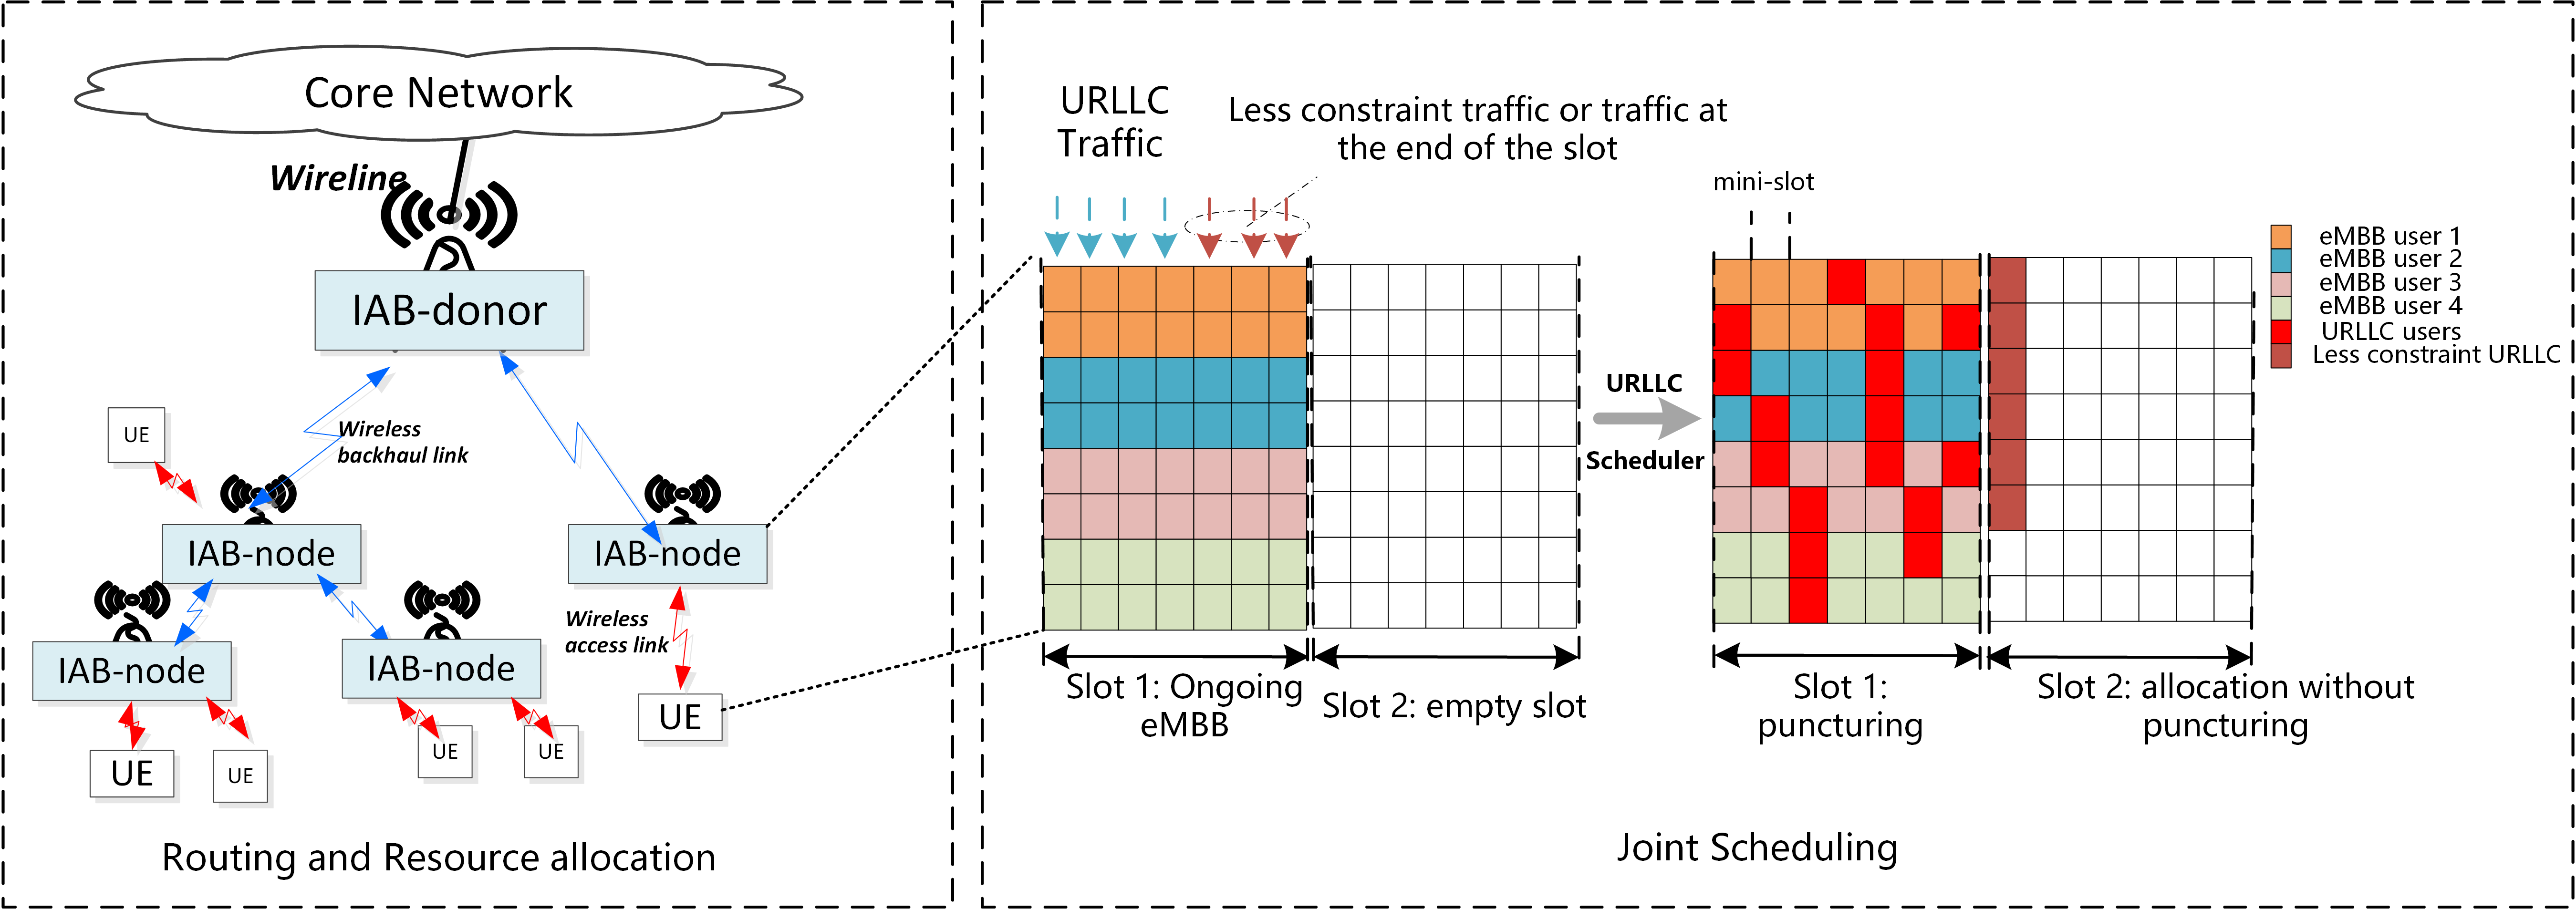 Core Network
Wireline
IAB-donor
UE
Wireless
backhaul link
IAB-node
IAB-node
Wireless
access link
IAB-node
IAB-node
UE
UE
UE
UE
UE
Routing and Resource allocation
URLLC
Traffic
Less constraint traffic or traffic at
the end of the slot
mini-slot
eMBB user 1
eMBB user 2
eMBB user 3
eMBB user 4
URLLC users
Less constraint URLLC
URLLC
Scheduler
Slot 1: Ongoing
eMBB
Slot 2: empty slot
Slot 1:
puncturing
Slot 2: allocation without
puncturing
Joint Scheduling